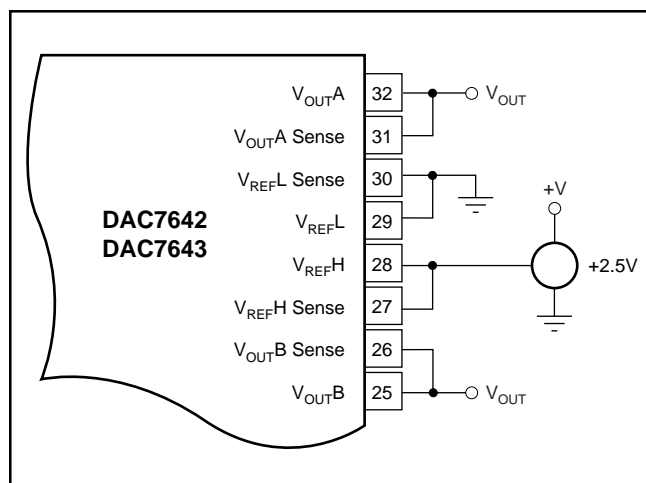 DAC7642
DAC7643
V_OUTA 32 V_OUT
V_OUTA Sense 31
V_REFL Sense 30
V_REFL 29
V_REFH 28
V_REFH Sense 27
V_OUTB Sense 26
V_OUTB 25 V_OUT
+V
+2.5V